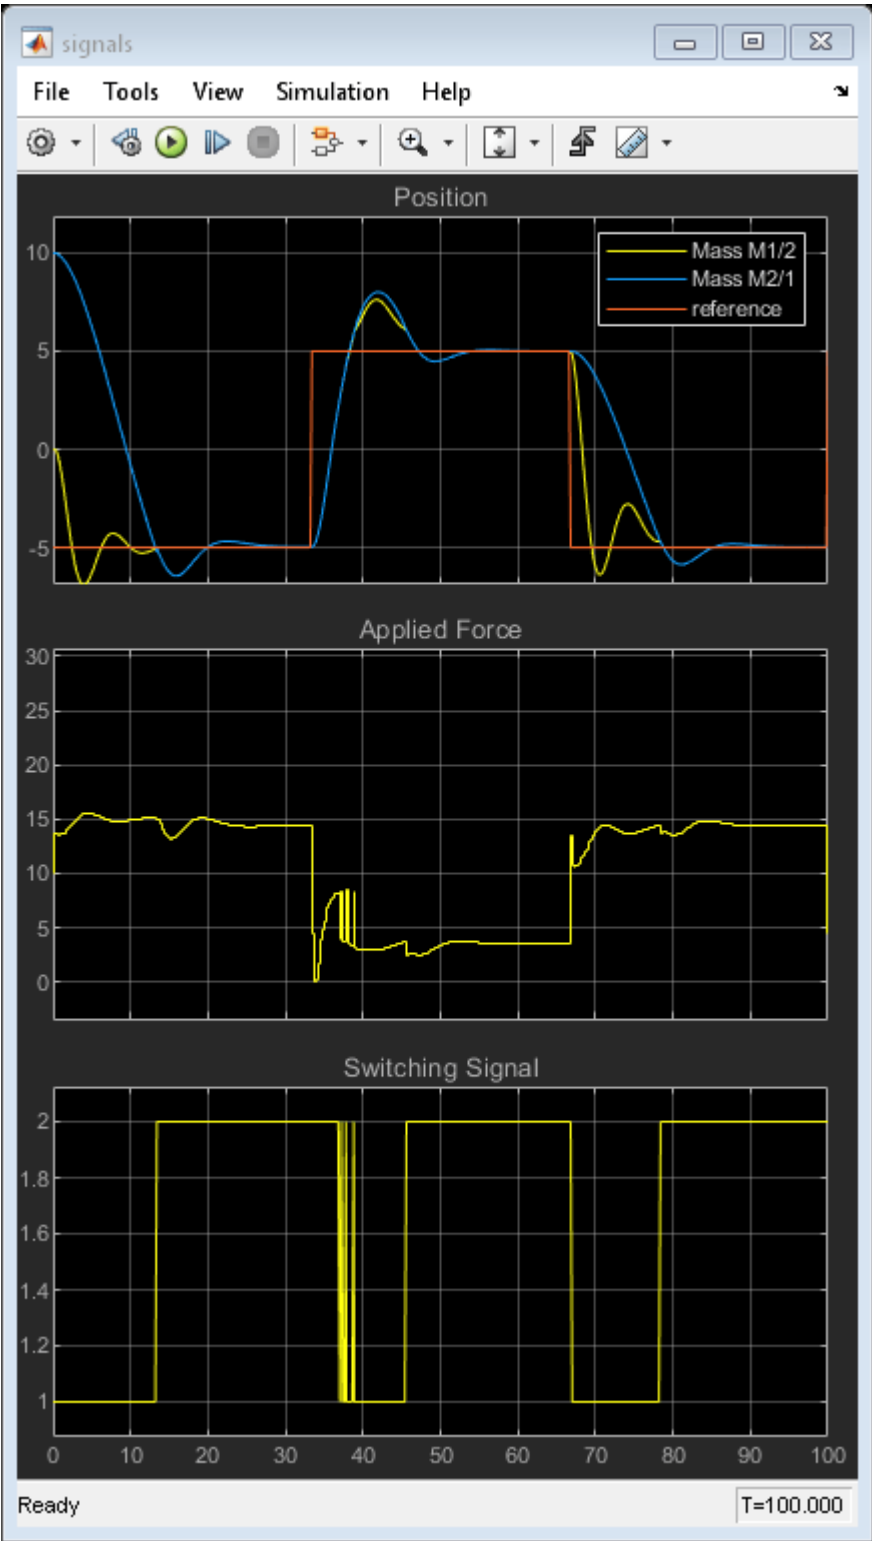 signals
File Tools View Simulation Help
Position
10
5
0
-5
Mass M1/2
Mass M2/1
reference
Applied Force
30
25
20
15
10
5
0
Switching Signal
2
1.8
1.6
1.4
1.2
1
0 10 20 30 40 50 60 70 80 90 100
Ready T=100.000